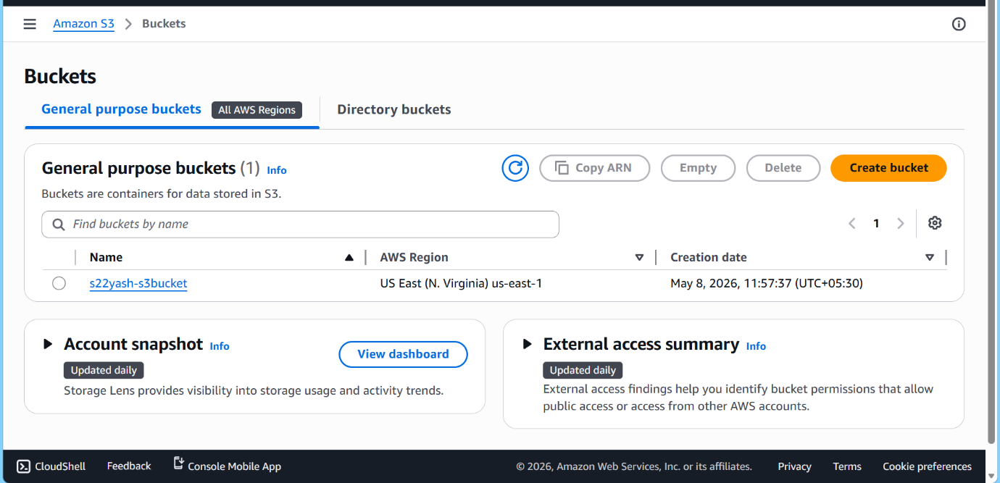 Amazon S3 > Buckets
Buckets
General purpose buckets All AWS Regions Directory buckets
General purpose buckets (1) Info Copy ARN Empty Delete Create bucket
Buckets are containers for data stored in S3.
Find buckets by name 1
Name AWS Region Creation date
s22yash-s3bucket US East (N. Virginia) us-east-1 May 8, 2026, 11:57:37 (UTC+05:30)
Account snapshot Info View dashboard
Updated daily
Storage Lens provides visibility into storage usage and activity trends.
External access summary Info
Updated daily
External access findings help you identify bucket permissions that allow
public access or access from other AWS accounts.
CloudShell Feedback Console Mobile App © 2026, Amazon Web Services, Inc. or its affiliates. Privacy Terms Cookie preferences